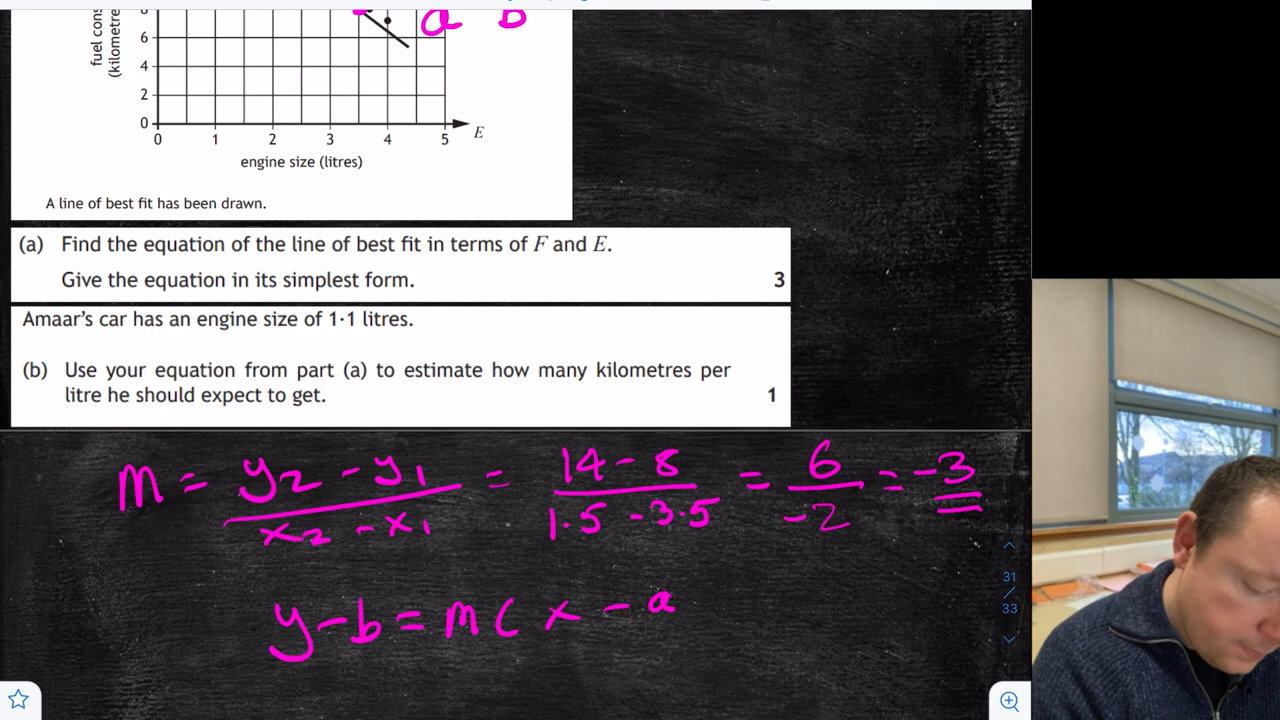 a b
fuel cons
(kilometre
8
6
4
2
0
0 1 2 3 4 5 E
engine size (litres)
A line of best fit has been drawn.
(a) Find the equation of the line of best fit in terms of F and E.
Give the equation in its simplest form. 3
Amaar's car has an engine size of 1·1 litres.
(b) Use your equation from part (a) to estimate how many kilometres per
litre he should expect to get. 1
m = y2 - y1 / x2 - x1 = 14 - 8 / 1.5 - 3.5 = 6 / -2 = -3
y - b = m ( x - a
31
/
33